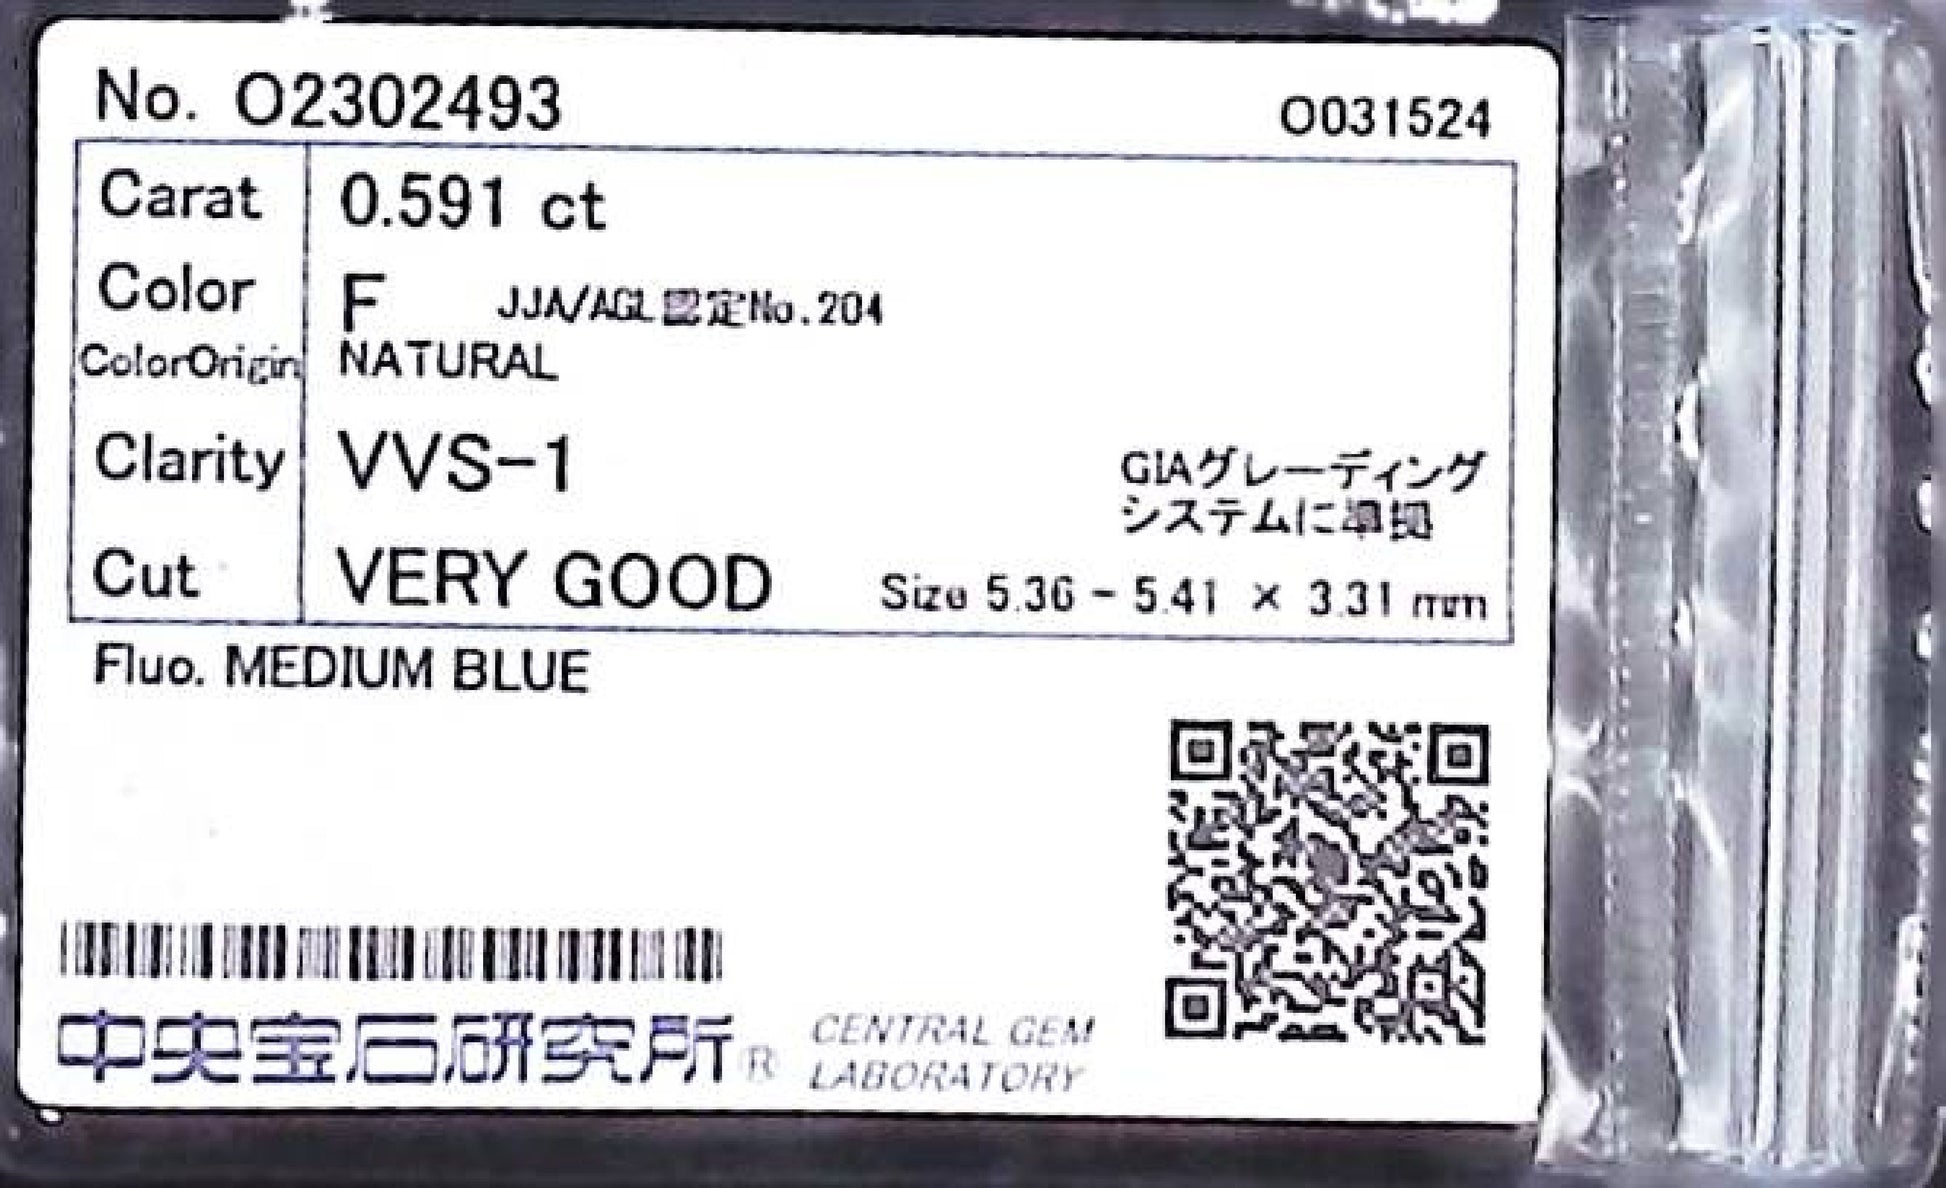 No. O2302493
O031524
Carat 0.591 ct
Color F JJA/AGL認定No.204
ColorOrigin NATURAL
Clarity VVS-1
GIAグレーディング
システムに準拠
Cut VERY GOOD Size 5.36 - 5.41 × 3.31 mm
Fluo. MEDIUM BLUE
中央宝石研究所® CENTRAL GEM
LABORATORY